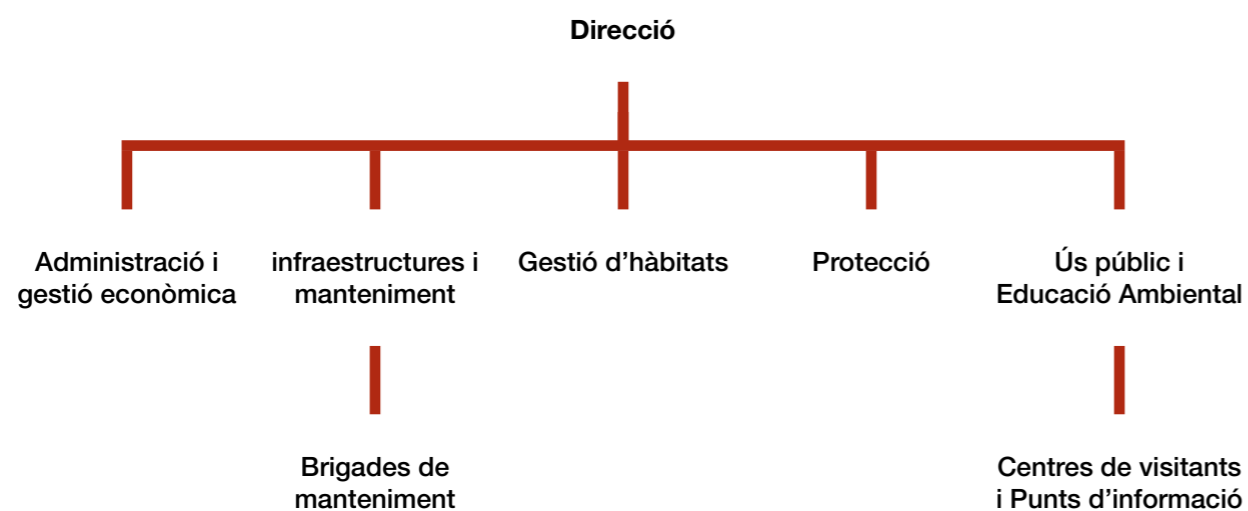 Direcció
Administració i
gestió econòmica
infraestructures i
manteniment
Gestió d’hàbitats
Protecció
Ús públic i
Educació Ambiental
Brigades de
manteniment
Centres de visitants
i Punts d’informació